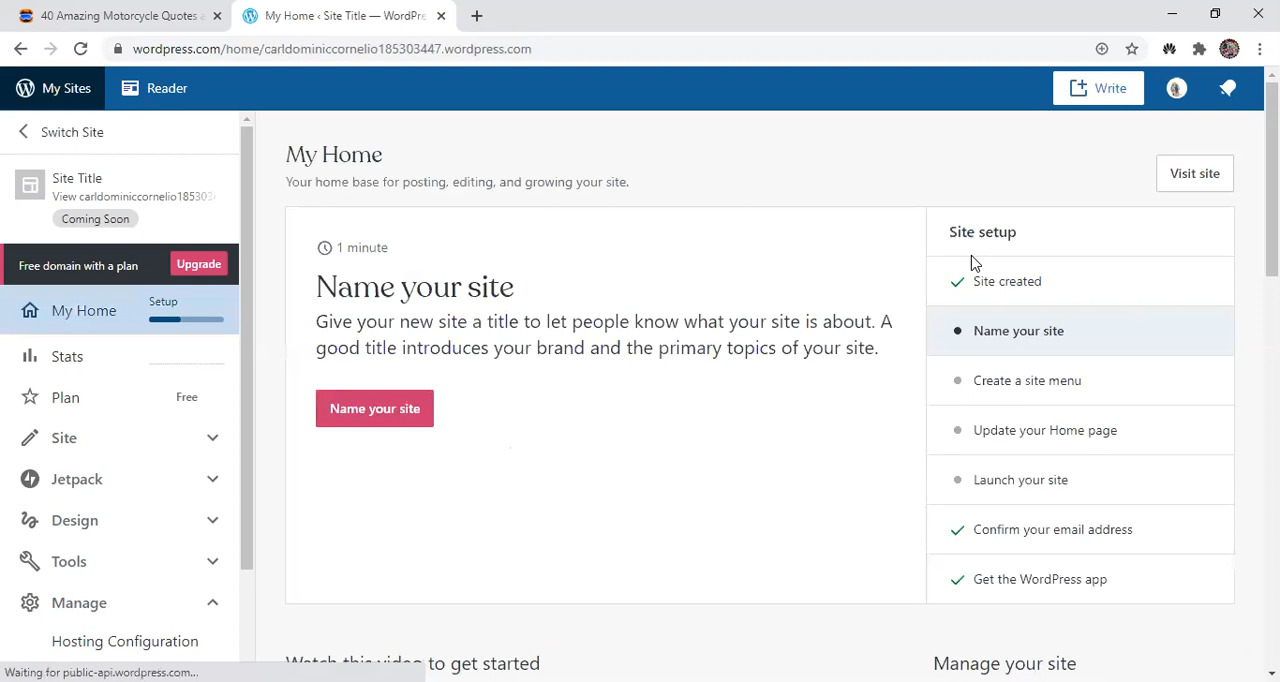 40 Amazing Motorcycle Quotes a
My Home ‹ Site Title — WordPre
wordpress.com/home/carldominiccornelio185303447.wordpress.com
My Sites
Reader
Write
Switch Site
Site Title
View carldominiccornelio18530
Coming Soon
Free domain with a plan
Upgrade
My Home
Setup
Stats
Plan
Free
Site
Jetpack
Design
Tools
Manage
Hosting Configuration
Waiting for public-api.wordpress.com...
My Home
Your home base for posting, editing, and growing your site.
Visit site
1 minute
Name your site
Give your new site a title to let people know what your site is about. A
good title introduces your brand and the primary topics of your site.
Name your site
Site setup
Site created
Name your site
Create a site menu
Update your Home page
Launch your site
Confirm your email address
Get the WordPress app
Watch this video to get started
Manage your site